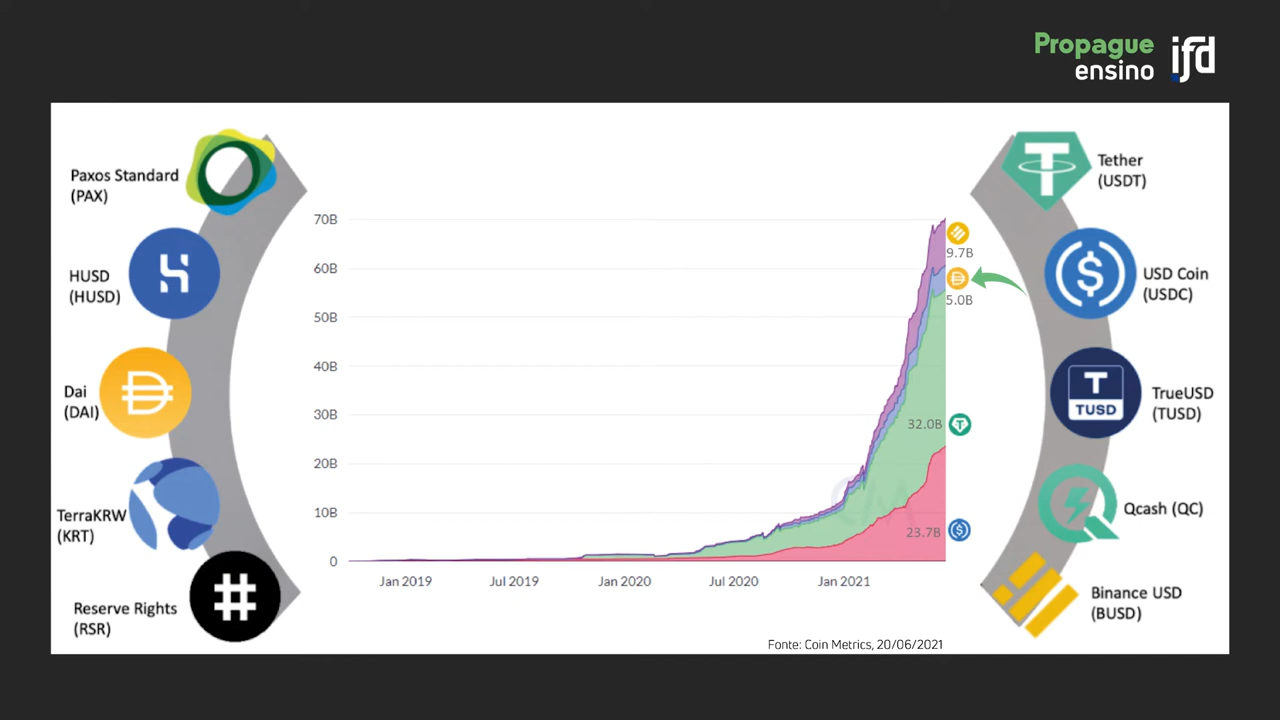 Propague
ensino
ifd
Paxos Standard
(PAX)
HUSD
(HUSD)
Dai
(DAI)
TerraKRW
(KRT)
Reserve Rights
(RSR)
70B
60B
50B
40B
30B
20B
10B
0
Jan 2019
Jul 2019
Jan 2020
Jul 2020
Jan 2021
9.7B
5.0B
32.0B
23.7B
CM
Tether
(USDT)
USD Coin
(USDC)
T
TUSD
TrueUSD
(TUSD)
Qcash (QC)
Binance USD
(BUSD)
Fonte: Coin Metrics, 20/06/2021